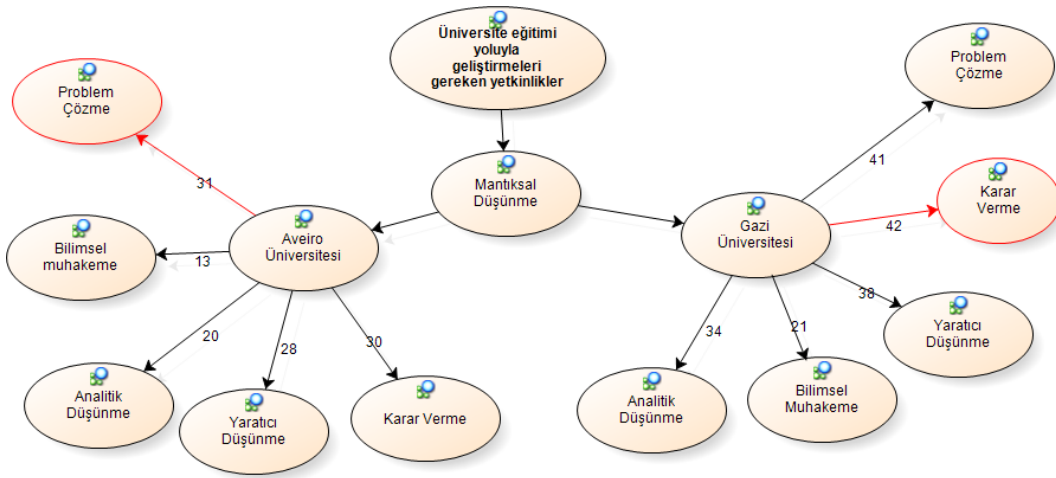 Üniversite eğitimi
yoluyla
geliştirmeleri
gereken yetkinlikler
Problem
Çözme
Problem
Çözme
41
31
Mantıksal
Düşünme
Karar
Verme
42
Aveiro
Üniversitesi
Gazi
Üniversitesi
Bilimsel
muhakeme
13
38
20
28
30
34
21
Yaratıcı
Düşünme
Analitik
Düşünme
Yaratıcı
Düşünme
Karar Verme
Analitik
Düşünme
Bilimsel
Muhakeme